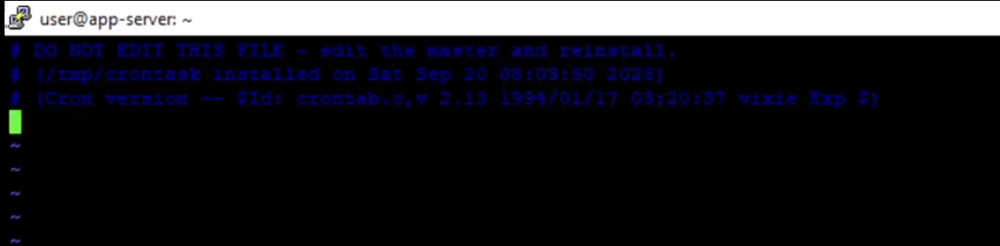 user@app-server: ~
# DO NOT EDIT THIS FILE - edit the master and reinstall.
# (/tmp/crontask installed on Sat Sep 20 08:03:50 2025)
# (Cron version -- $Id: crontab.c,v 2.13 1994/01/17 03:20:37 vixie Exp $)
~
~
~
~
~